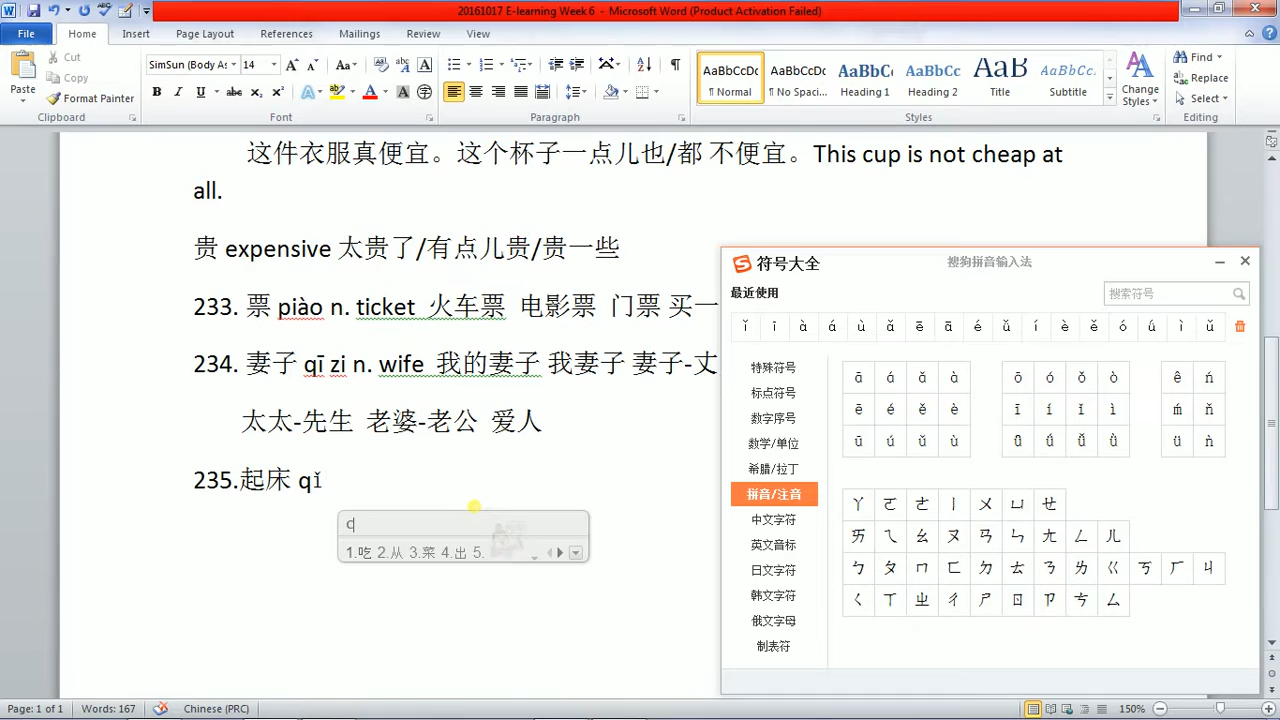 20161017 E-learning Week 6 - Microsoft Word (Product Activation Failed)
File Home Insert Page Layout References Mailings Review View
Paste Cut Copy Format Painter Clipboard
SimSun (Body As 14 Font
Paragraph
AaBbCcDc ¶ Normal AaBbCcDc ¶ No Spaci... AaBbCc Heading 1 AaBbCc Heading 2 AaB Title AaBbCcL Subtitle Change Styles Styles
Find Replace Select Editing
这件衣服真便宜。这个杯子一点儿也/都 不便宜。This cup is not cheap at
all.
贵 expensive 太贵了/有点儿贵/贵一些
233. 票 piào n. ticket 火车票 电影票 门票 买一
234. 妻子 qī zi n. wife 我的妻子 我妻子 妻子-丈
太太-先生 老婆-老公 爱人
235.起床 qǐ
c
1.吃 2.从 3.菜 4.出 5.
符号大全 搜狗拼音输入法
最近使用 搜索符号
ǐ ī à á ù ǎ ē ā é ǔ í è ě ó ú ì ǔ
特殊符号
标点符号
数字序号
数学/单位
希腊/拉丁
拼音/注音
中文字符
英文音标
日文字符
韩文字符
俄文字母
制表符
ā á ǎ à ō ó ǒ ò ê ń
ē é ě è ī í ǐ ì ḿ ň
ū ú ǔ ù ǖ ǘ ǚ ǜ ü ǹ
ㄚ ㄛ ㄜ ㄧ ㄨ ㄩ ㄝ
ㄞ ㄟ ㄠ ㄡ ㄢ ㄣ ㄤ ㄥ ㄦ
ㄅ ㄆ ㄇ ㄈ ㄉ ㄊ ㄋ ㄌ ㄍ ㄎ ㄏ ㄐ
ㄑ ㄒ ㄓ ㄔ ㄕ ㄖ ㄗ ㄘ ㄙ
Page: 1 of 1 Words: 167 Chinese (PRC) 150%